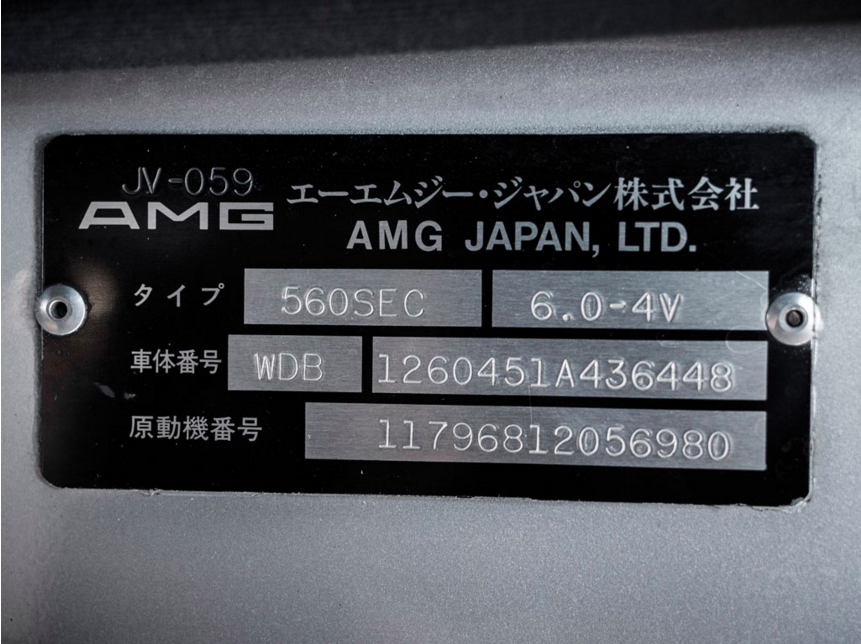 JV-059
AMG エーエムジー・ジャパン株式会社
AMG JAPAN, LTD.
タイプ 560SEC 6.0-4V
車体番号 WDB 1260451A436448
原動機番号 11796812056980